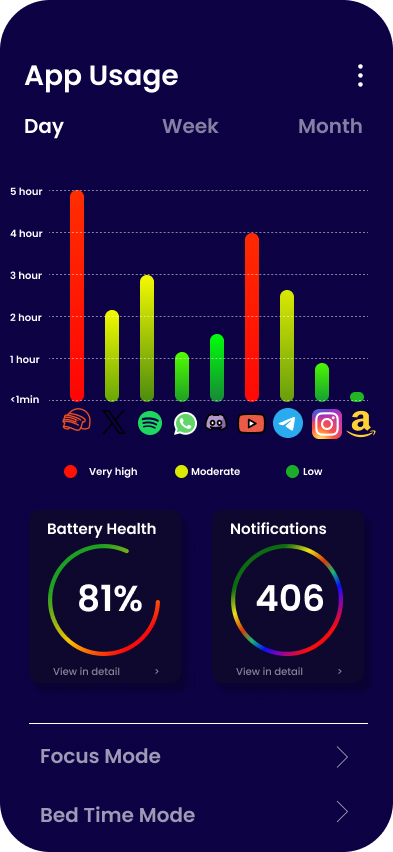 App Usage
Day Week Month
5 hour
4 hour
3 hour
2 hour
1 hour
<1min
Very high Moderate Low
Battery Health Notifications
81% 406
View in detail > View in detail >
Focus Mode
Bed Time Mode